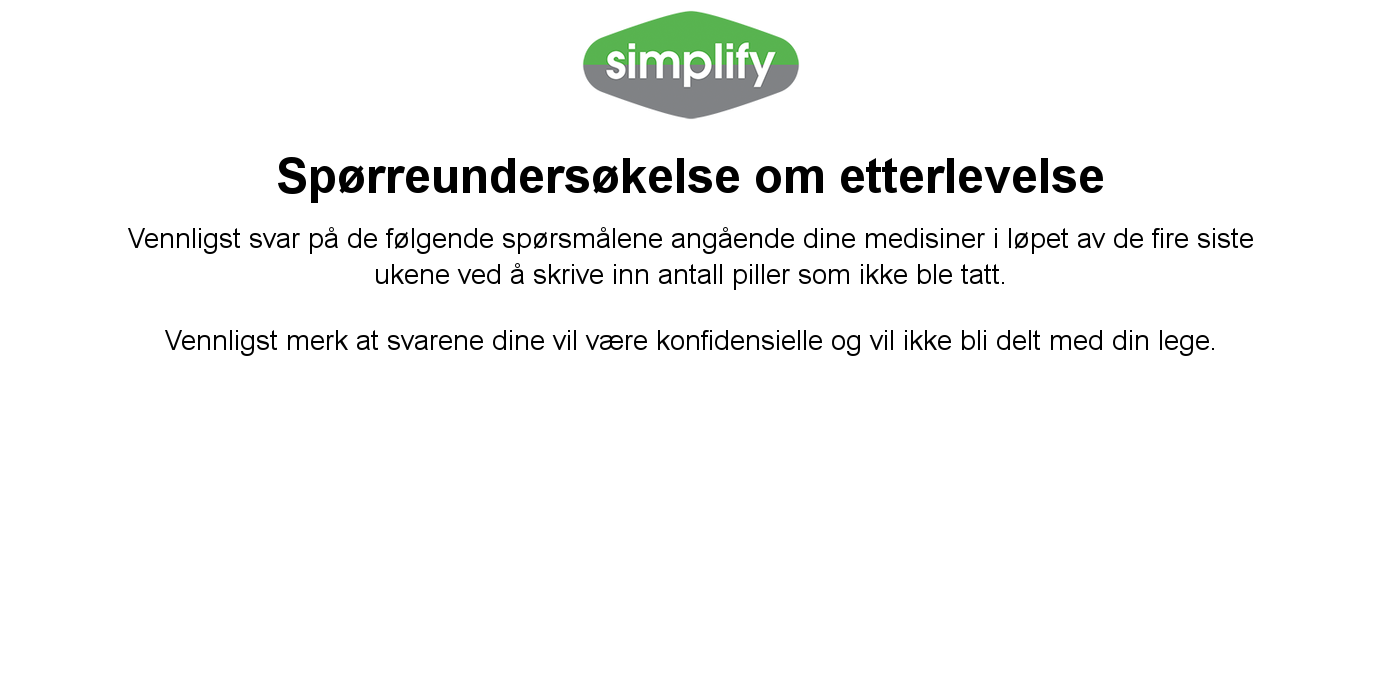 simplify
Spørreundersøkelse om etterlevelse
Vennligst svar på de følgende spørsmålene angående dine medisiner i løpet av de fire siste
ukene ved å skrive inn antall piller som ikke ble tatt.
Vennligst merk at svarene dine vil være konfidensielle og vil ikke bli delt med din lege.